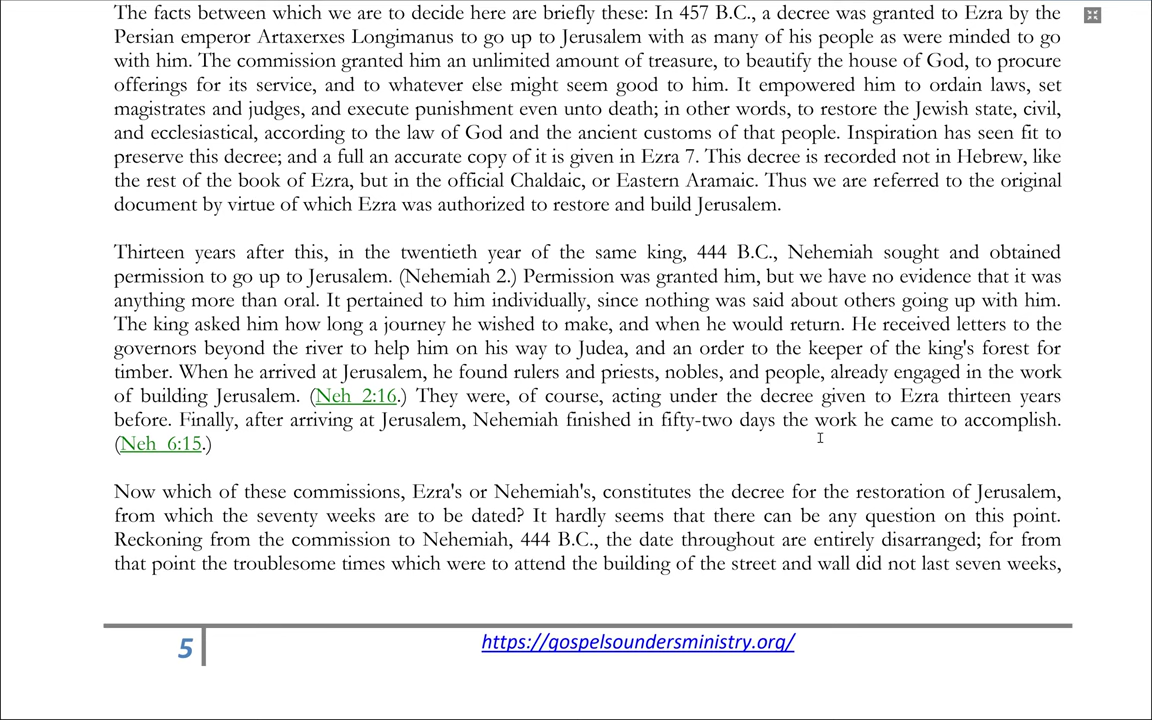 The facts between which we are to decide here are briefly these: In 457 B.C., a decree was granted to Ezra by the
Persian emperor Artaxerxes Longimanus to go up to Jerusalem with as many of his people as were minded to go
with him. The commission granted him an unlimited amount of treasure, to beautify the house of God, to procure
offerings for its service, and to whatever else might seem good to him. It empowered him to ordain laws, set
magistrates and judges, and execute punishment even unto death; in other words, to restore the Jewish state, civil,
and ecclesiastical, according to the law of God and the ancient customs of that people. Inspiration has seen fit to
preserve this decree; and a full an accurate copy of it is given in Ezra 7. This decree is recorded not in Hebrew, like
the rest of the book of Ezra, but in the official Chaldaic, or Eastern Aramaic. Thus we are referred to the original
document by virtue of which Ezra was authorized to restore and build Jerusalem.
Thirteen years after this, in the twentieth year of the same king, 444 B.C., Nehemiah sought and obtained
permission to go up to Jerusalem. (Nehemiah 2.) Permission was granted him, but we have no evidence that it was
anything more than oral. It pertained to him individually, since nothing was said about others going up with him.
The king asked him how long a journey he wished to make, and when he would return. He received letters to the
governors beyond the river to help him on his way to Judea, and an order to the keeper of the king's forest for
timber. When he arrived at Jerusalem, he found rulers and priests, nobles, and people, already engaged in the work
of building Jerusalem. (Neh 2:16.) They were, of course, acting under the decree given to Ezra thirteen years
before. Finally, after arriving at Jerusalem, Nehemiah finished in fifty-two days the work he came to accomplish.
(Neh 6:15.)
Now which of these commissions, Ezra's or Nehemiah's, constitutes the decree for the restoration of Jerusalem,
from which the seventy weeks are to be dated? It hardly seems that there can be any question on this point.
Reckoning from the commission to Nehemiah, 444 B.C., the date throughout are entirely disarranged; for from
that point the troublesome times which were to attend the building of the street and wall did not last seven weeks,
5
https://gospelsoundersministry.org/